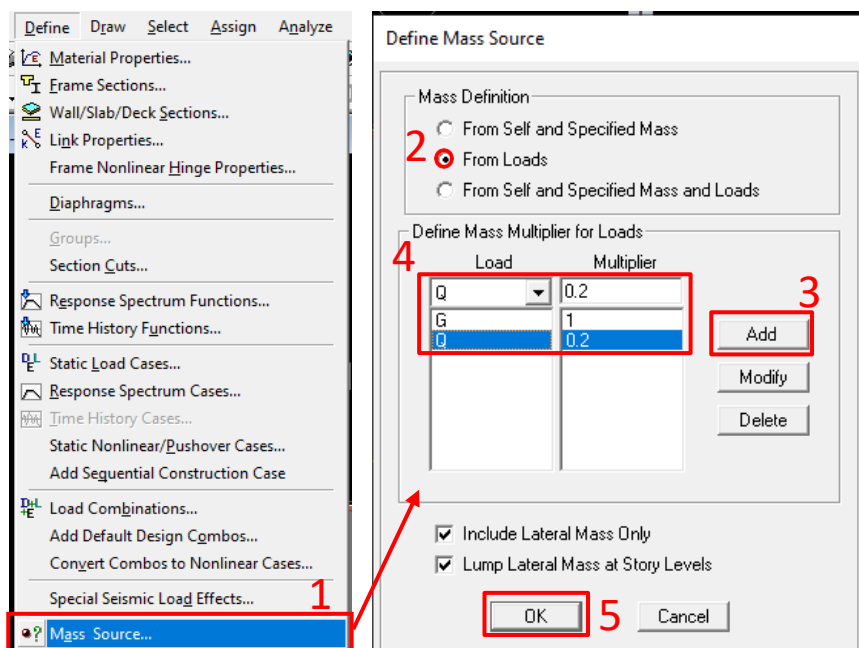 Define Draw Select Assign Analyze
Material Properties...
Frame Sections...
Wall/Slab/Deck Sections...
Link Properties...
Frame Nonlinear Hinge Properties...
Diaphragms...
Groups...
Section Cuts...
Response Spectrum Functions...
Time History Functions...
Static Load Cases...
Response Spectrum Cases...
Time History Cases...
Static Nonlinear/Pushover Cases...
Add Sequential Construction Case
Load Combinations...
Add Default Design Combos...
Convert Combos to Nonlinear Cases...
Special Seismic Load Effects...
1
Mass Source...
Define Mass Source
Mass Definition
From Self and Specified Mass
2
From Loads
From Self and Specified Mass and Loads
Define Mass Multiplier for Loads
4
Load Multiplier
Q 0.2
3
G 1
Q 0.2
Add
Modify
Delete
Include Lateral Mass Only
Lump Lateral Mass at Story Levels
OK 5 Cancel